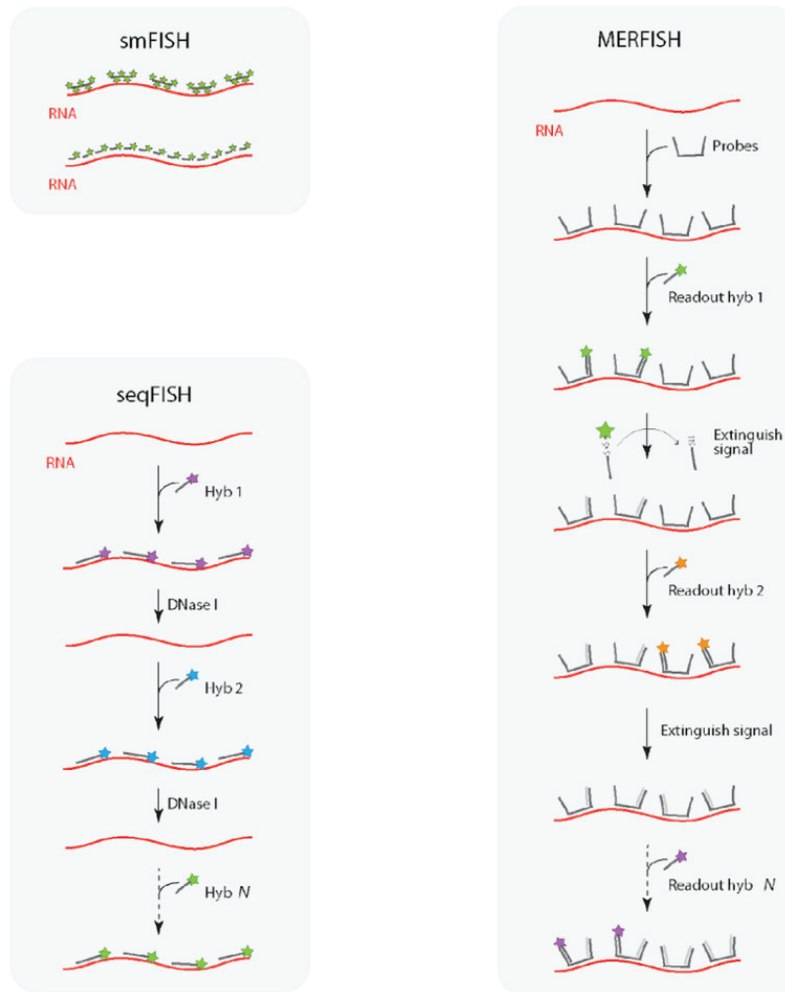 smFISH
RNA
RNA
seqFISH
RNA
Hyb 1
DNase I
Hyb 2
DNase I
Hyb N
MERFISH
RNA
Probes
Readout hyb 1
S-S
HS
Extinguish
signal
Readout hyb 2
Extinguish signal
Readout hyb N